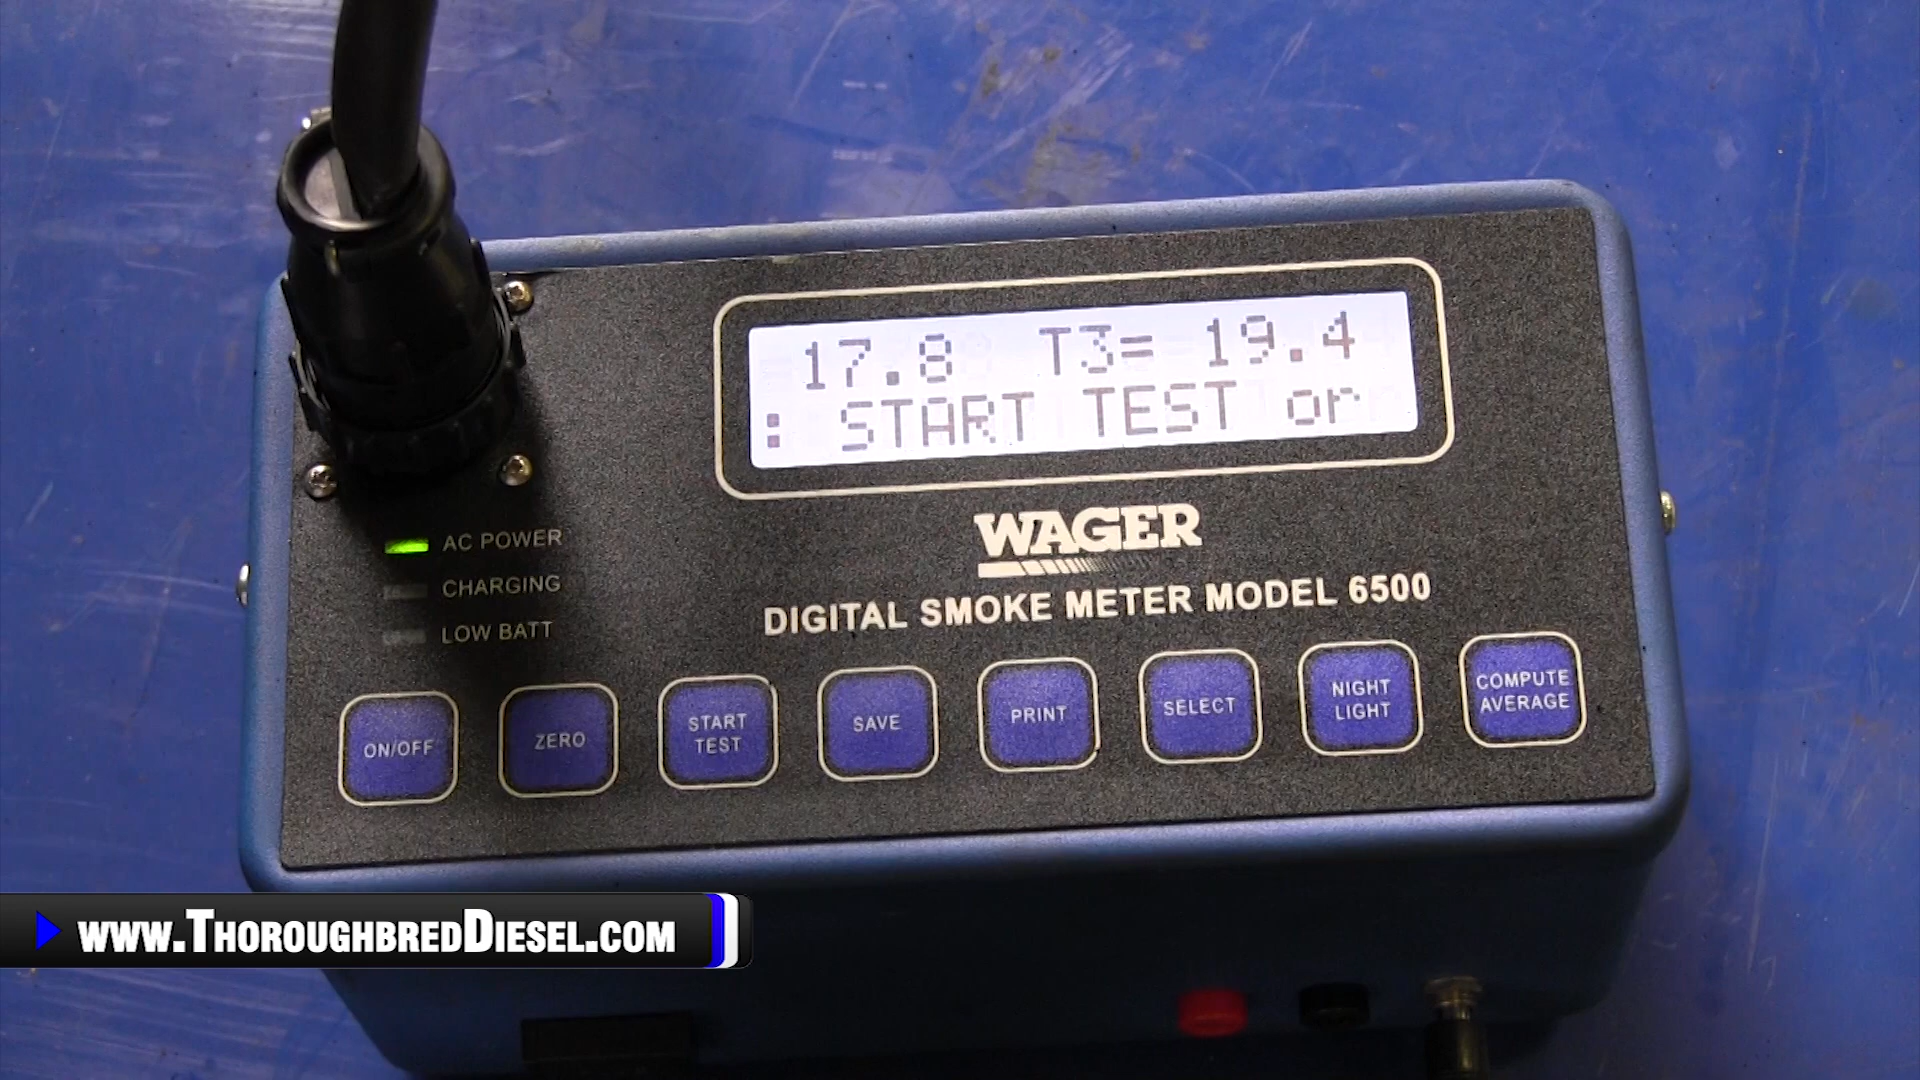 17.8 T3= 19.4
: START TEST or
WAGER
DIGITAL SMOKE METER MODEL 6500
AC POWER
CHARGING
LOW BATT
ON/OFF
ZERO
START
TEST
SAVE
PRINT
SELECT
NIGHT
LIGHT
COMPUTE
AVERAGE
www.ThoroughbredDiesel.com